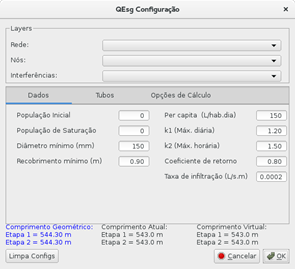 QEsg Configuração
Layers
Rede:
Nós:
Interferências:
Dados Tubos Opções de Cálculo
População Inicial 0 Per capita (L/hab.dia) 150
População de Saturação 0 k1 (Máx. diária) 1.20
Diâmetro mínimo (mm) 150 k2 (Máx. horária) 1.50
Recobrimento mínimo (m) 0.90 Coeficiente de retorno 0.80
Taxa de infiltração (L/s.m) 0.0002
Comprimento Geométrico: Comprimento Atual: Comprimento Virtual:
Etapa 1 = 544.30 m Etapa 1 = 543.0 m Etapa 1 = 543.0 m
Etapa 2 = 544.30 m Etapa 2 = 543.0 m Etapa 2 = 543.0 m
Limpa Configs Cancelar OK